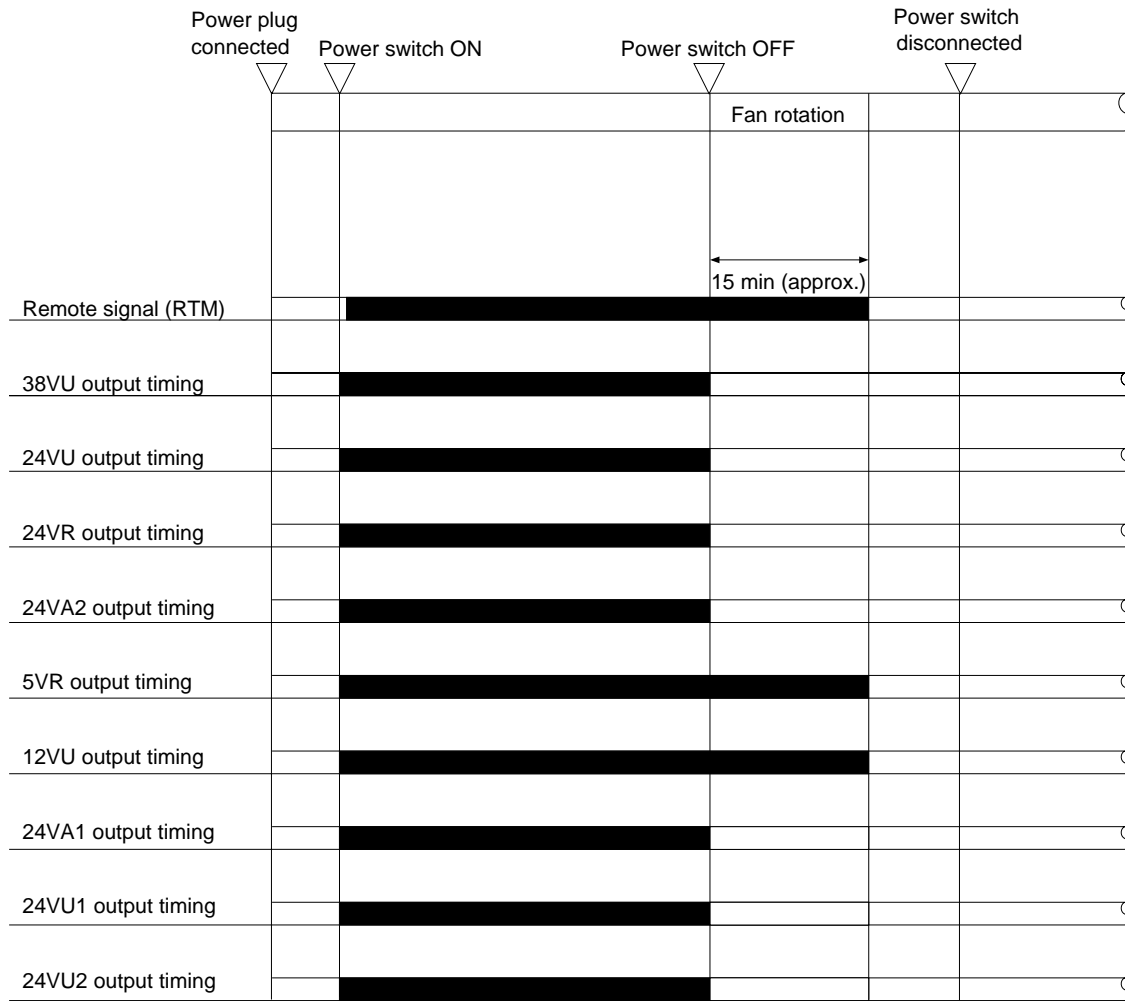 Power plug
connected
Power switch ON
Power switch OFF
Power switch
disconnected
Fan rotation
15 min (approx.)
Remote signal (RTM)
38VU output timing
24VU output timing
24VR output timing
24VA2 output timing
5VR output timing
12VU output timing
24VA1 output timing
24VU1 output timing
24VU2 output timing